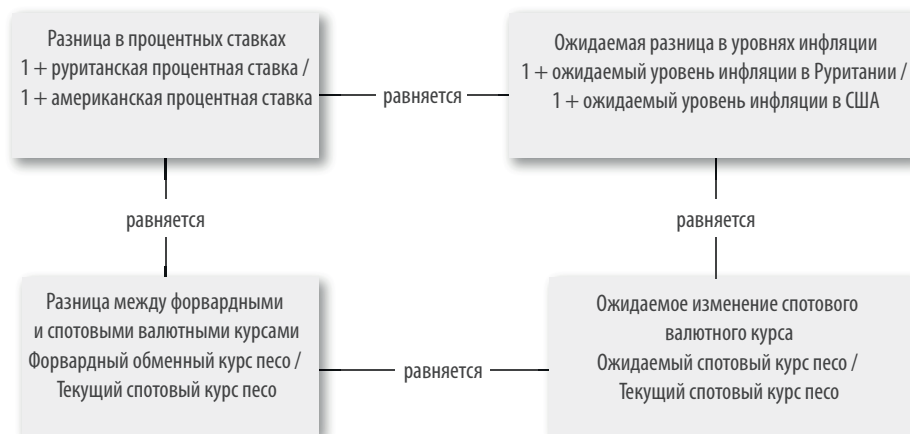 Разница в процентных ставках
1 + руританская процентная ставка /
1 + американская процентная ставка
равняется
Ожидаемая разница в уровнях инфляции
1 + ожидаемый уровень инфляции в Руритании /
1 + ожидаемый уровень инфляции в США
равняется
равняется
Разница между форвардными
и спотовыми валютными курсами
Форвардный обменный курс песо /
Текущий спотовый курс песо
равняется
Ожидаемое изменение спотового
валютного курса
Ожидаемый спотовый курс песо /
Текущий спотовый курс песо